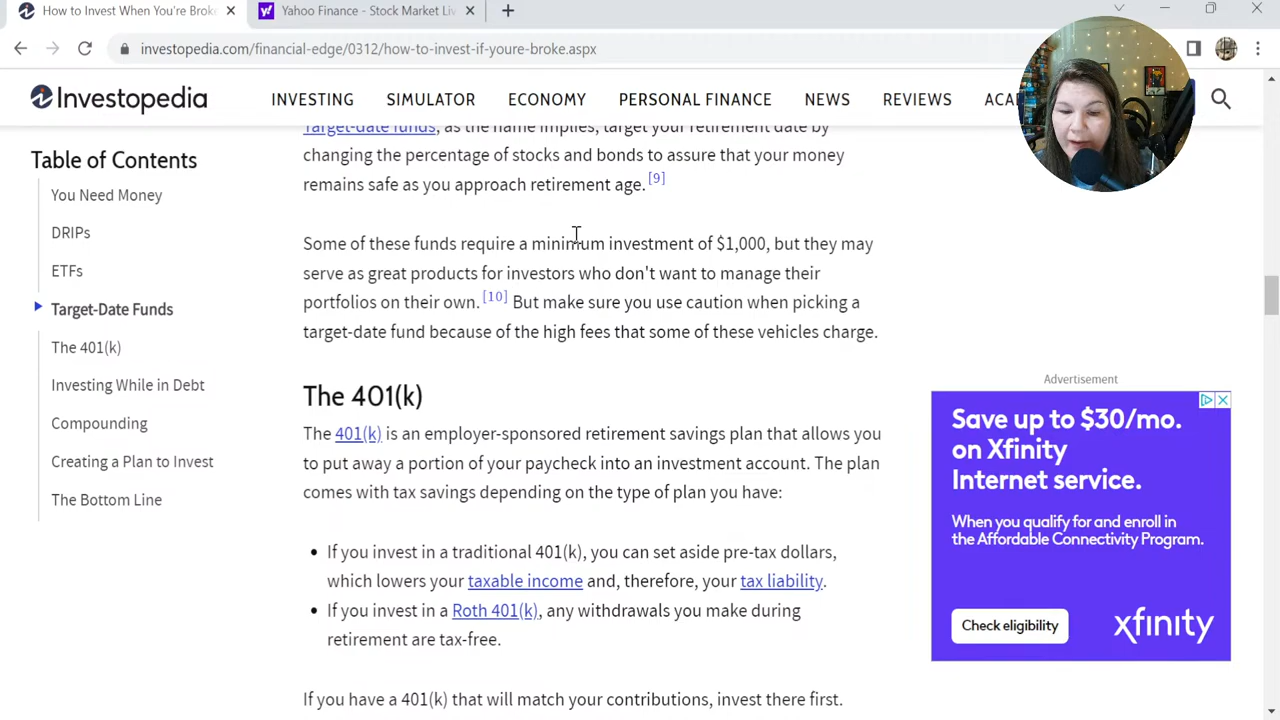 How to Invest When You're Broke
Yahoo Finance - Stock Market Liv
investopedia.com/financial-edge/0312/how-to-invest-if-youre-broke.aspx
Investopedia
INVESTING
SIMULATOR
ECONOMY
PERSONAL FINANCE
NEWS
REVIEWS
ACA
Table of Contents
You Need Money
DRIPs
ETFs
Target-Date Funds
The 401(k)
Investing While in Debt
Compounding
Creating a Plan to Invest
The Bottom Line
Target-date funds, as the name implies, target your retirement date by
changing the percentage of stocks and bonds to assure that your money
remains safe as you approach retirement age.[9]
Some of these funds require a minimum investment of $1,000, but they may
serve as great products for investors who don't want to manage their
portfolios on their own.[10] But make sure you use caution when picking a
target-date fund because of the high fees that some of these vehicles charge.
The 401(k)
The 401(k) is an employer-sponsored retirement savings plan that allows you
to put away a portion of your paycheck into an investment account. The plan
comes with tax savings depending on the type of plan you have:
• If you invest in a traditional 401(k), you can set aside pre-tax dollars,
which lowers your taxable income and, therefore, your tax liability.
• If you invest in a Roth 401(k), any withdrawals you make during
retirement are tax-free.
If you have a 401(k) that will match your contributions, invest there first.
Advertisement
Save up to $30/mo.
on Xfinity
Internet service.
When you qualify for and enroll in
the Affordable Connectivity Program.
Check eligibility
xfinity